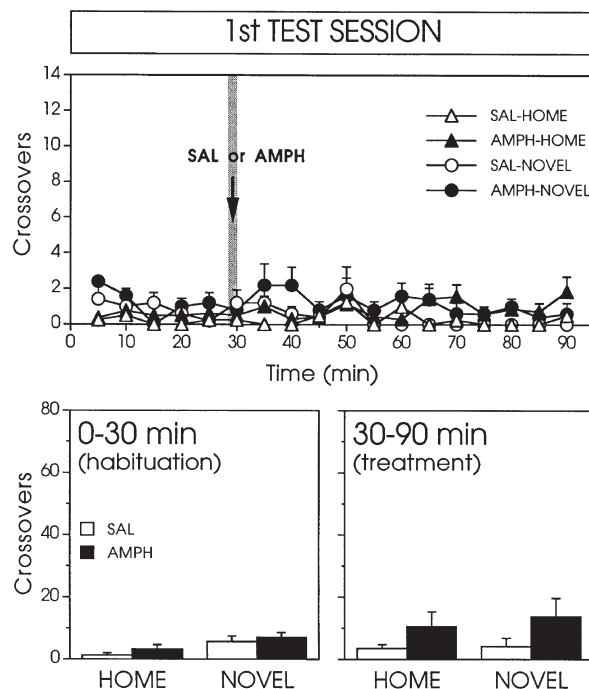 1st TEST SESSION
14
12
10
8
6
4
2
0
Crossovers
SAL or AMPH
SAL-HOME
AMPH-HOME
SAL-NOVEL
AMPH-NOVEL
0 10 20 30 40 50 60 70 80 90
Time (min)
80
60
40
20
0
Crossovers
0-30 min
(habituation)
SAL
AMPH
HOME NOVEL
30-90 min
(treatment)
HOME NOVEL